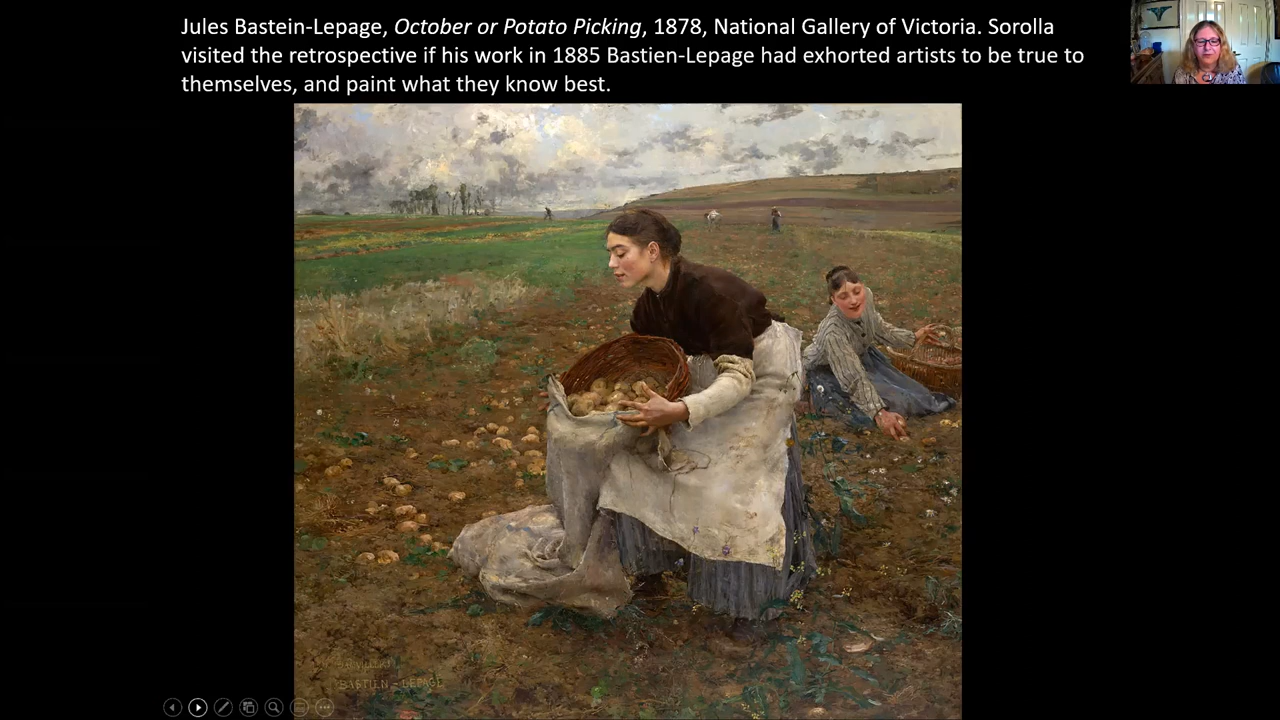 Jules Bastein-Lepage, October or Potato Picking, 1878, National Gallery of Victoria. Sorolla
visited the retrospective if his work in 1885 Bastien-Lepage had exhorted artists to be true to
themselves, and paint what they know best.
BASTIEN-LEPAGE